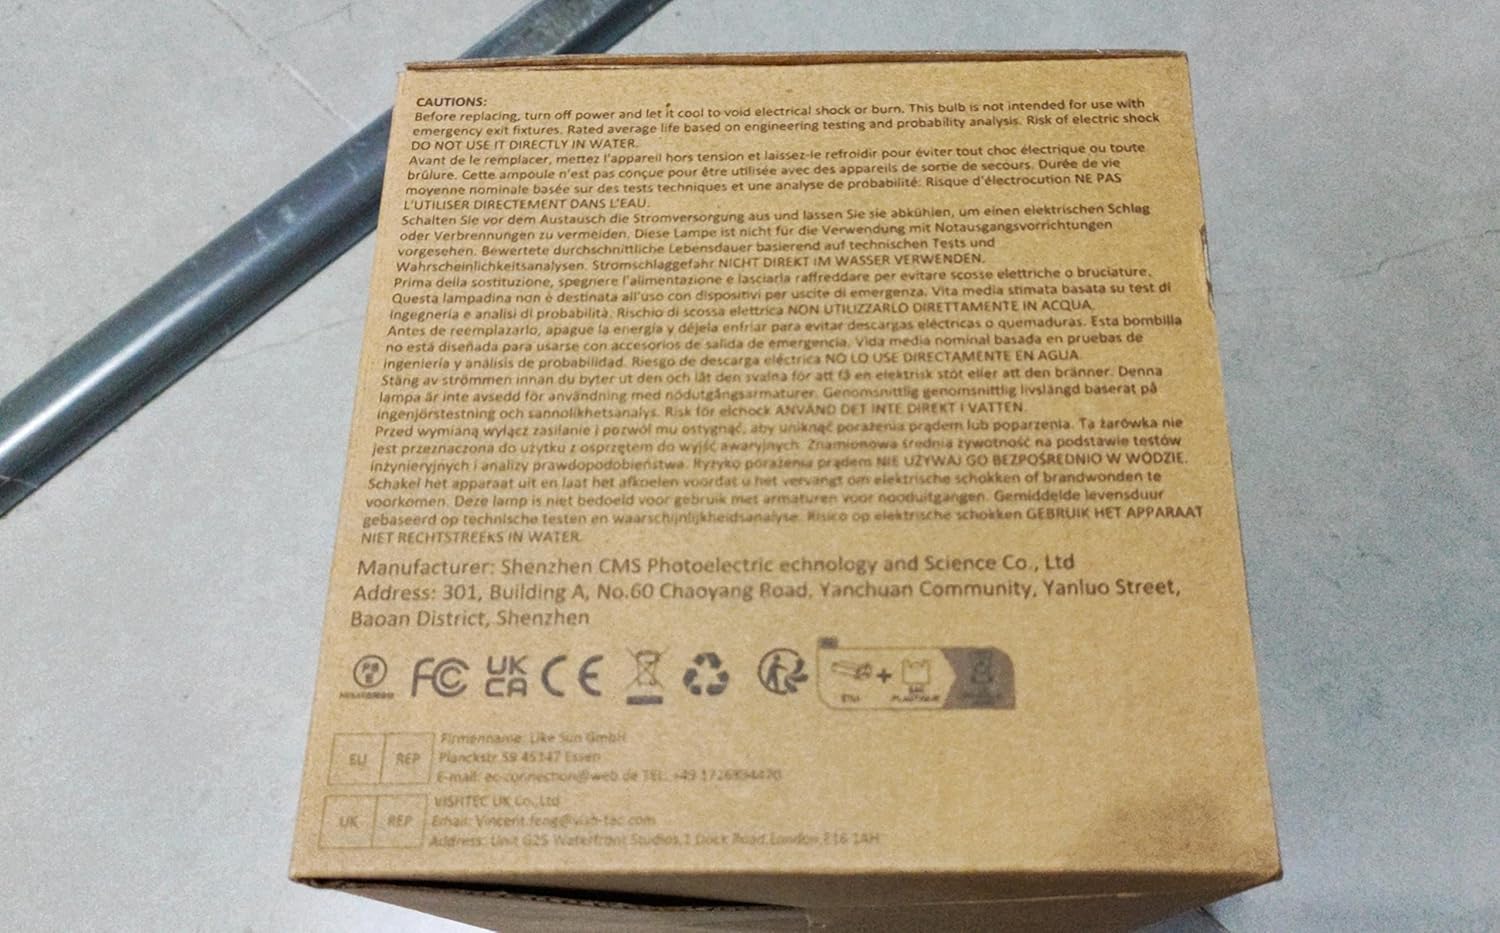 CAUTIONS:
Before replacing, turn off power and let it cool to void electrical shock or burn. This bulb is not intended for use with
emergency exit fixtures. Rated average life based on engineering testing and probability analysis. Risk of electric shock
DO NOT USE IT DIRECTLY IN WATER.
Avant de le remplacer, mettez l'appareil hors tension et laissez-le refroidir pour éviter tout choc électrique ou toute
brûlure. Cette ampoule n'est pas conçue pour être utilisée avec des appareils de sortie de secours. Durée de vie
moyenne nominale basée sur des tests techniques et une analyse de probabilité. Risque d'électrocution NE PAS
L'UTILISER DIRECTEMENT DANS L'EAU.
Schalten Sie vor dem Austausch die Stromversorgung aus und lassen Sie sie abkühlen, um einen elektrischen Schlag
oder Verbrennungen zu vermeiden. Diese Lampe ist nicht für die Verwendung mit Notausgangsvorrichtungen
vorgesehen. Bewertete durchschnittliche Lebensdauer basierend auf technischen Tests und
Wahrscheinlichkeitsanalysen. Stromschlaggefahr NICHT DIREKT IM WASSER VERWENDEN.
Prima della sostituzione, spegnere l'alimentazione e lasciarla raffreddare per evitare scosse elettriche o bruciature.
Questa lampadina non è destinata all'uso con dispositivi per uscite di emergenza. Vita media stimata basata su test di
ingegneria e analisi di probabilità. Rischio di scossa elettrica NON UTILIZZARLO DIRETTAMENTE IN ACQUA.
Antes de reemplazarlo, apague la energía y déjela enfriar para evitar descargas eléctricas o quemaduras. Esta bombilla
no está diseñada para usarse con accesorios de salida de emergencia. Vida media nominal basada en pruebas de
ingeniería y análisis de probabilidad. Riesgo de descarga eléctrica NO LO USE DIRECTAMENTE EN AGUA.
Stäng av strömmen innan du byter ut den och låt den svalna för att få en elektrisk stöt eller att den bränner. Denna
lampa är inte avsedd för användning med nödutgångsarmaturer. Genomsnittlig genomsnittlig livslängd baserat på
ingenjörstestning och sannolikhetsanalys. Risk för elchock ANVÄND DET INTE DIREKT I VATTEN.
Przed wymianą wyłącz zasilanie i pozwól mu ostygnąć, aby uniknąć porażenia prądem lub poparzenia. Ta żarówka nie
jest przeznaczona do użytku z osprzętem do wyjść awaryjnych. Znamionowa średnia żywotność na podstawie testów
inżynieryjnych i analizy prawdopodobieństwa. Ryzyko porażenia prądem NIE UŻYWAJ GO BEZPOŚREDNIO W WODZIE.
Schakel het apparaat uit en laat het afkoelen voordat u het vervangt om elektrische schokken of brandwonden te
voorkomen. Deze lamp is niet bedoeld voor gebruik met armaturen voor nooduitgangen. Gemiddelde levensduur
gebaseerd op technische testen en waarschijnlijkheidsanalyse. Risico op elektrische schokken GEBRUIK HET APPARAAT
NIET RECHTSTREEKS IN WATER.
Manufacturer: Shenzhen CMS Photoelectric echnology and Science Co., Ltd
Address: 301, Building A, No.60 Chaoyang Road, Yanchuan Community, Yanluo Street,
Baoan District, Shenzhen
FC UK CA CE
EU REP
Firmenname: Like Sun GmbH
Planckstr 59 45147 Essen
E-mail: ec-connection@web.de TEL: +49
UK REP
VISHTEC UK Co., Ltd
Email: Vincent.feng@vish-tec.com
Address: Unit G25 Waterfront Studios,1 Dock Road,London E16 1AH